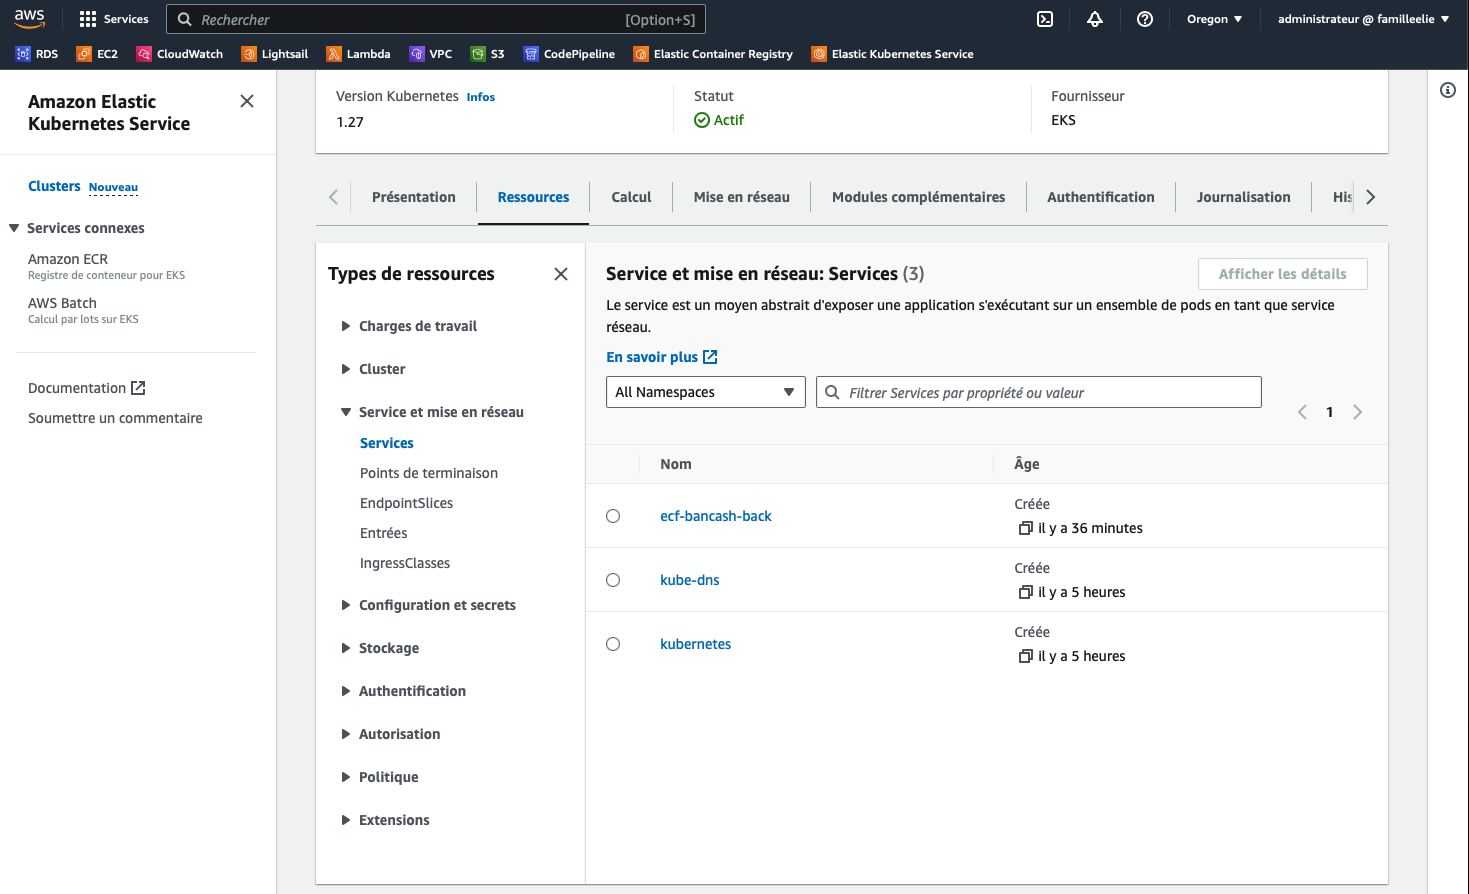 aws
Services
Rechercher
[Option+S]
Oregon
administrateur @ familleelie
RDS
EC2
CloudWatch
Lightsail
Lambda
VPC
S3
CodePipeline
Elastic Container Registry
Elastic Kubernetes Service
Amazon Elastic
Kubernetes Service
Clusters Nouveau
Services connexes
Amazon ECR
Registre de conteneur pour EKS
AWS Batch
Calcul par lots sur EKS
Documentation
Soumettre un commentaire
Version Kubernetes Infos
1.27
Statut
Actif
Fournisseur
EKS
Présentation
Ressources
Calcul
Mise en réseau
Modules complémentaires
Authentification
Journalisation
His
Types de ressources
Charges de travail
Cluster
Service et mise en réseau
Services
Points de terminaison
EndpointSlices
Entrées
IngressClasses
Configuration et secrets
Stockage
Authentification
Autorisation
Politique
Extensions
Service et mise en réseau: Services (3)
Afficher les détails
Le service est un moyen abstrait d'exposer une application s'exécutant sur un ensemble de pods en tant que service
réseau.
En savoir plus
All Namespaces
Filtrer Services par propriété ou valeur
1
Nom
Âge
ecf-bancash-back
Créée
il y a 36 minutes
kube-dns
Créée
il y a 5 heures
kubernetes
Créée
il y a 5 heures